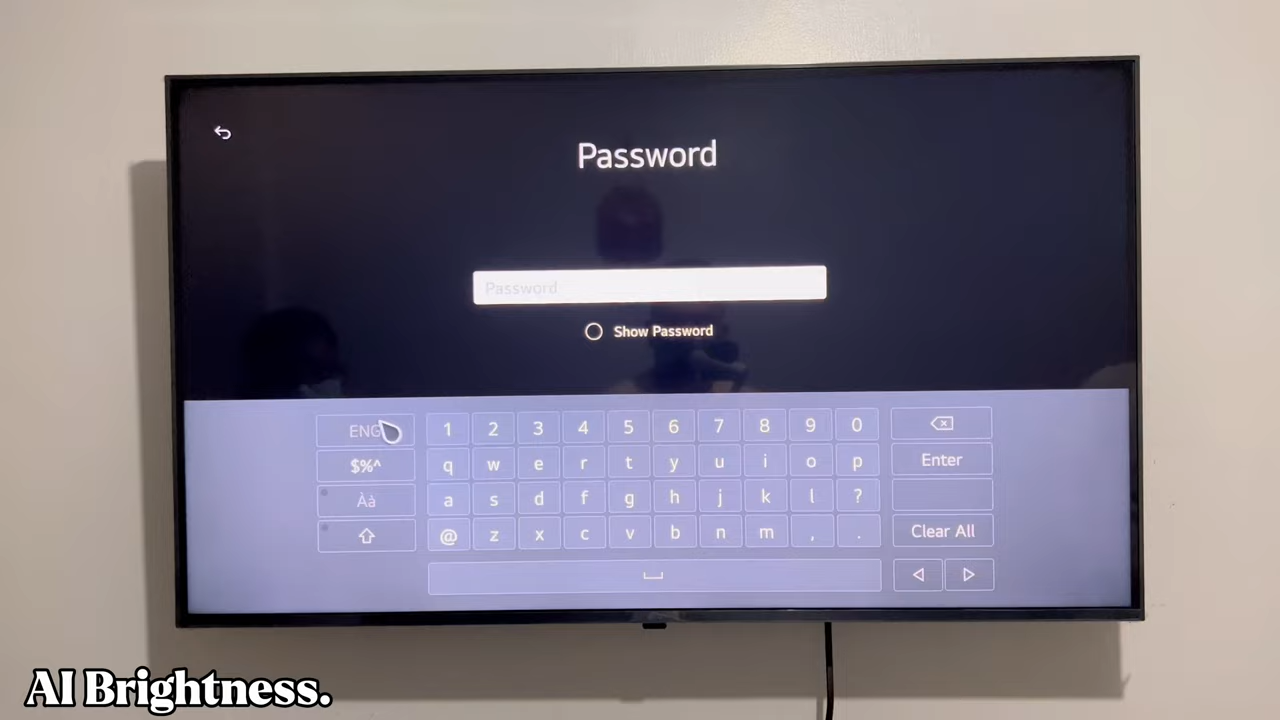 Password
Password
Show Password
ENG 1 2 3 4 5 6 7 8 9 0
$%^ q w e r t y u i o p Enter
Àà a s d f g h j k l ?
@ z x c v b n m , . Clear All
AI Brightness.